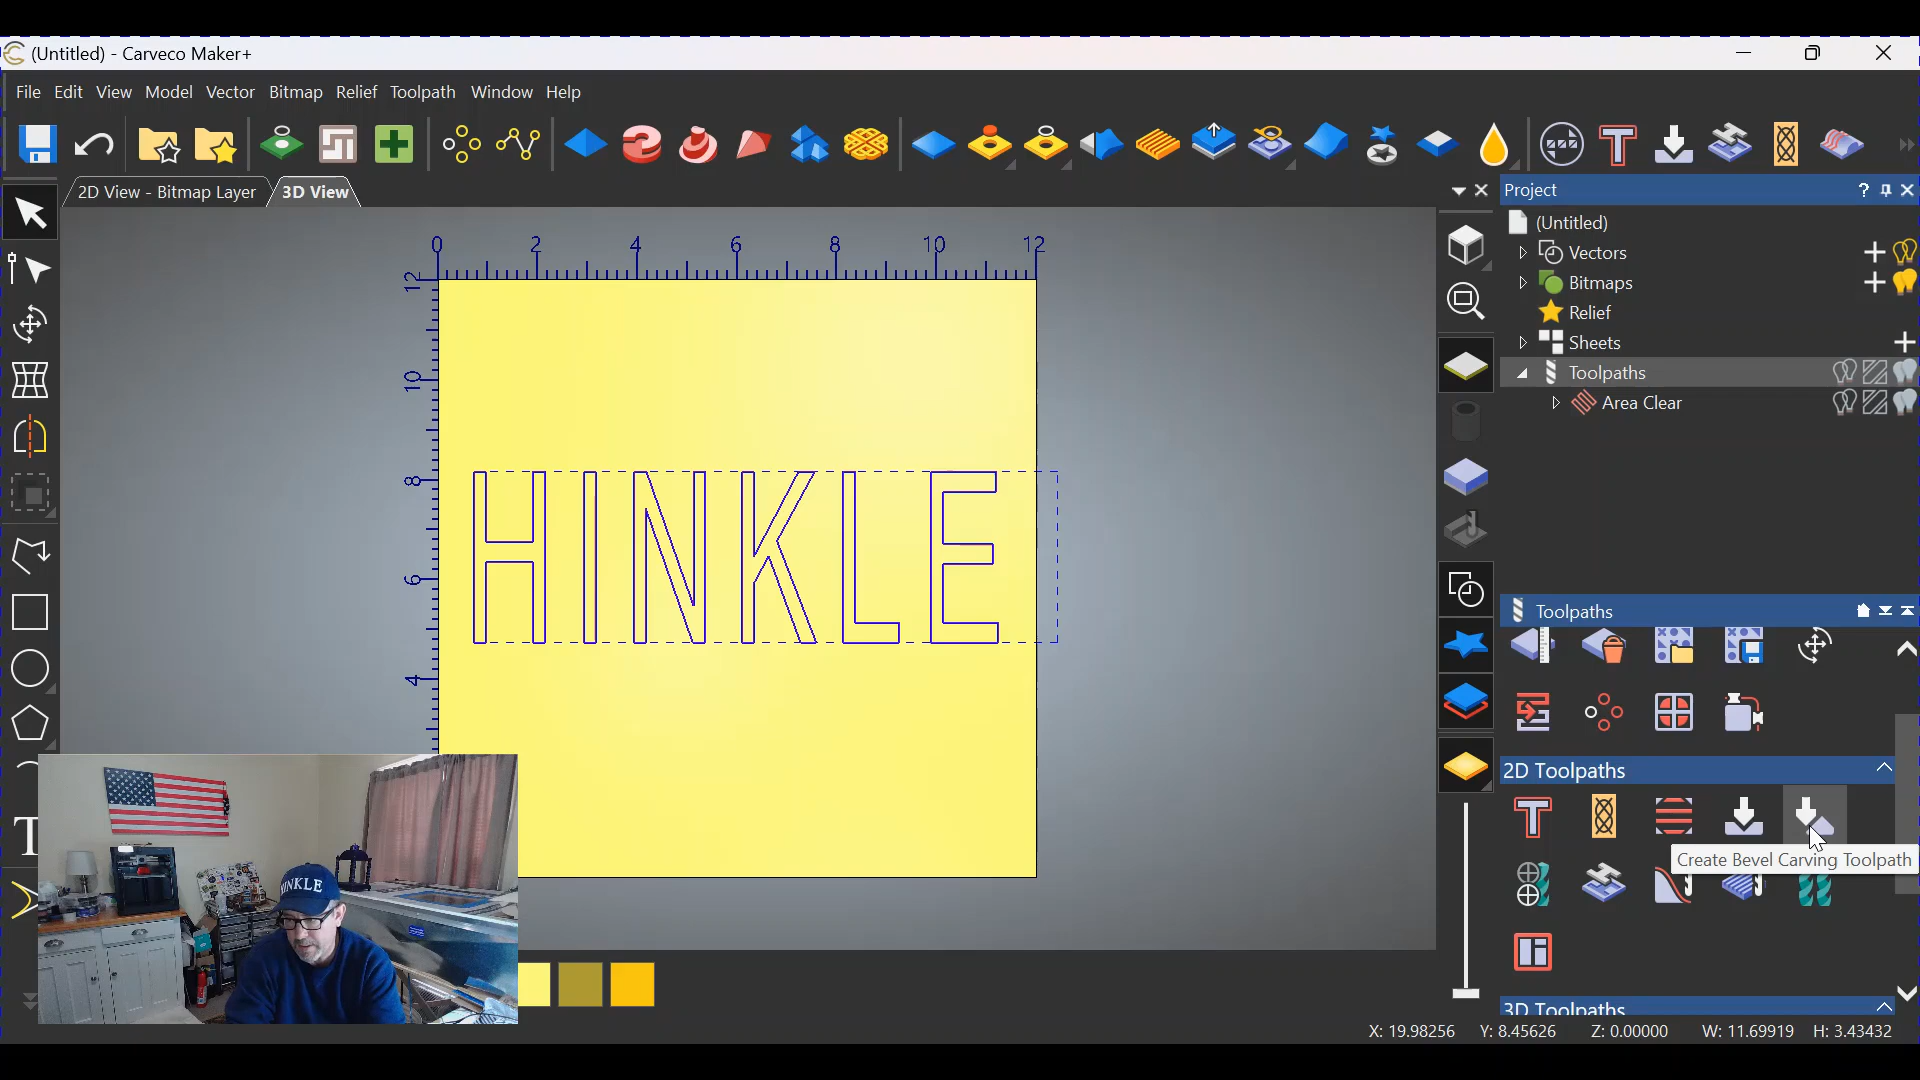 (Untitled) - Carveco Maker+
File Edit View Model Vector Bitmap Relief Toolpath Window Help
2D View - Bitmap Layer 3D View
Project
(Untitled)
Vectors
Bitmaps
Relief
Sheets
Toolpaths
Area Clear
0 2 4 6 8 10 12
12
10
8
6
4
HINKLE
Toolpaths
2D Toolpaths
Create Bevel Carving Toolpath
3D Toolpaths
HINKLE
X: 19.98256 Y: 8.45626 Z: 0.00000 W: 11.69919 H: 3.43432